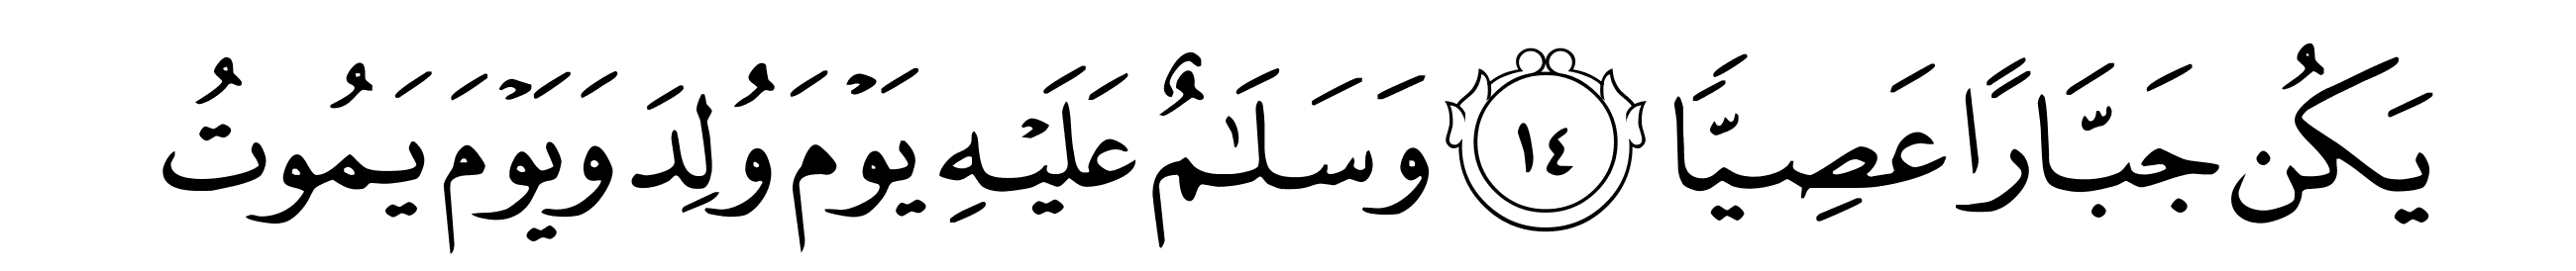 يَكُن جَبَّارًا عَصِيًّا ١٤ وَسَلَـٰمٌ عَلَيْهِ يَوْمَ وُلِدَ وَيَوْمَ يَمُوتُ